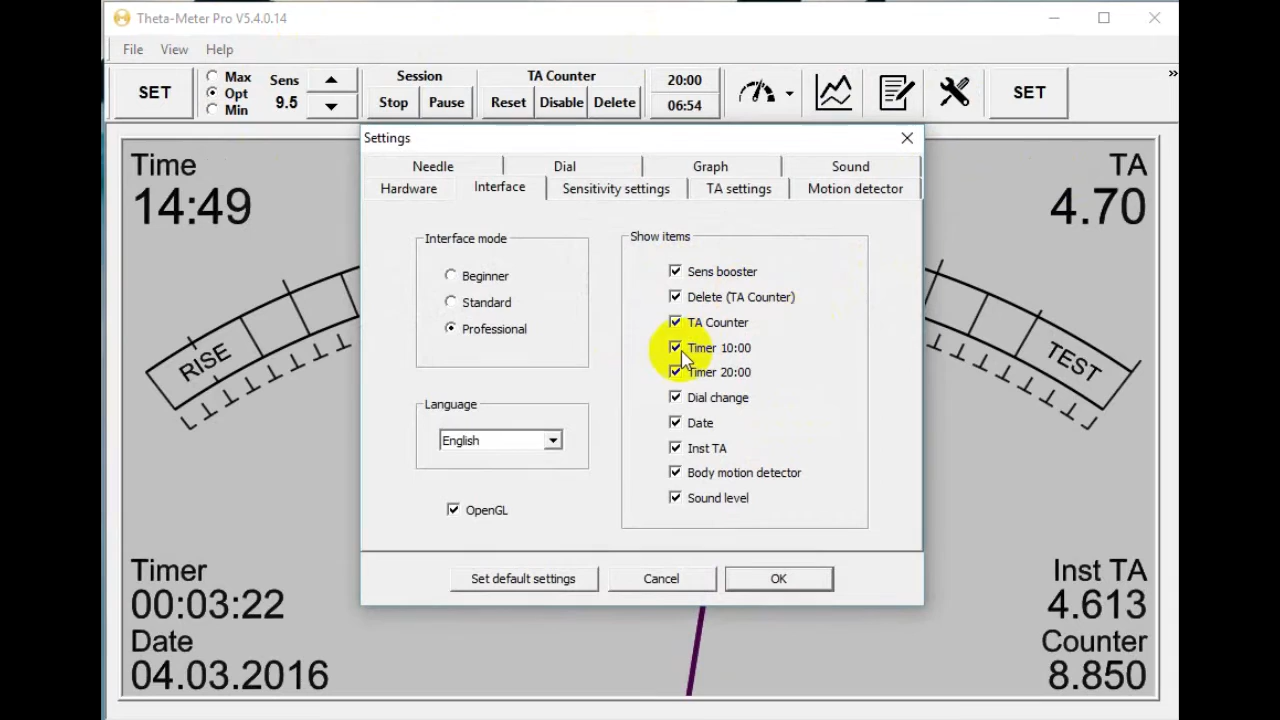 Theta-Meter Pro V5.4.0.14
File View Help
SET
Max
Opt
Min
Sens
9.5
Session
Stop Pause
TA Counter
Reset Disable Delete
20:00
06:54
SET
»
Time
14:49
TA
4.70
RISE
TEST
Settings
Needle Dial Graph Sound
Hardware Interface Sensitivity settings TA settings Motion detector
Interface mode
Beginner
Standard
Professional
Language
English
OpenGL
Show items
Sens booster
Delete (TA Counter)
TA Counter
Timer 10:00
Timer 20:00
Dial change
Date
Inst TA
Body motion detector
Sound level
Set default settings Cancel OK
Timer
00:03:22
Date
04.03.2016
Inst TA
4.613
Counter
8.850